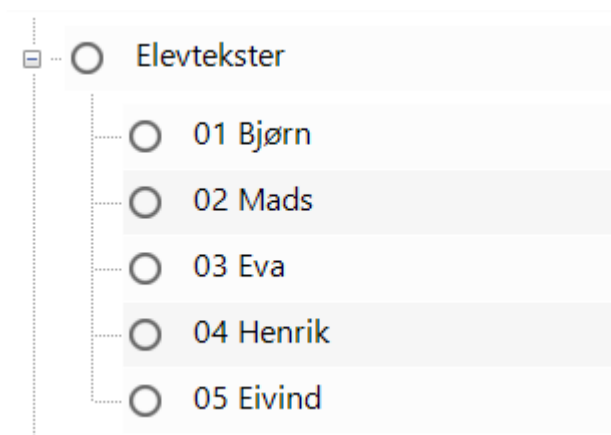 Elevtekster
01 Bjørn
02 Mads
03 Eva
04 Henrik
05 Eivind